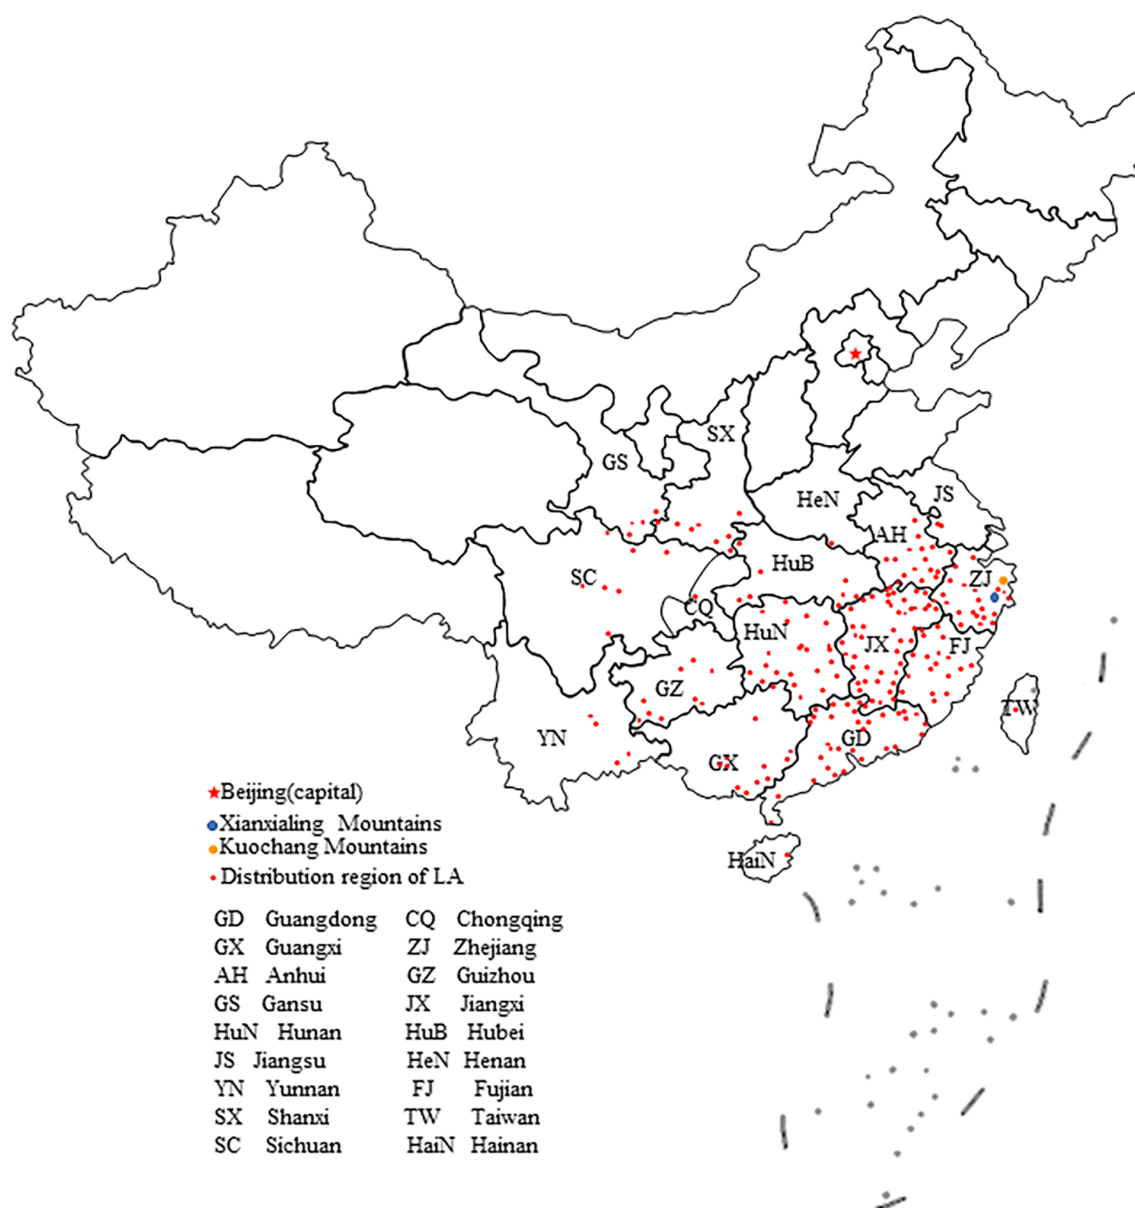 SX
GS
HeN
JS
AH
HuB
SC
ZJ
CQ
HuN
JX
FJ
GZ
TW
YN
GD
GX
HaiN
Beijing(capital)
Xianxialing Mountains
Kuochang Mountains
Distribution region of LA
GD Guangdong CQ Chongqing
GX Guangxi ZJ Zhejiang
AH Anhui GZ Guizhou
GS Gansu JX Jiangxi
HuN Hunan HuB Hubei
JS Jiangsu HeN Henan
YN Yunnan FJ Fujian
SX Shanxi TW Taiwan
SC Sichuan HaiN Hainan